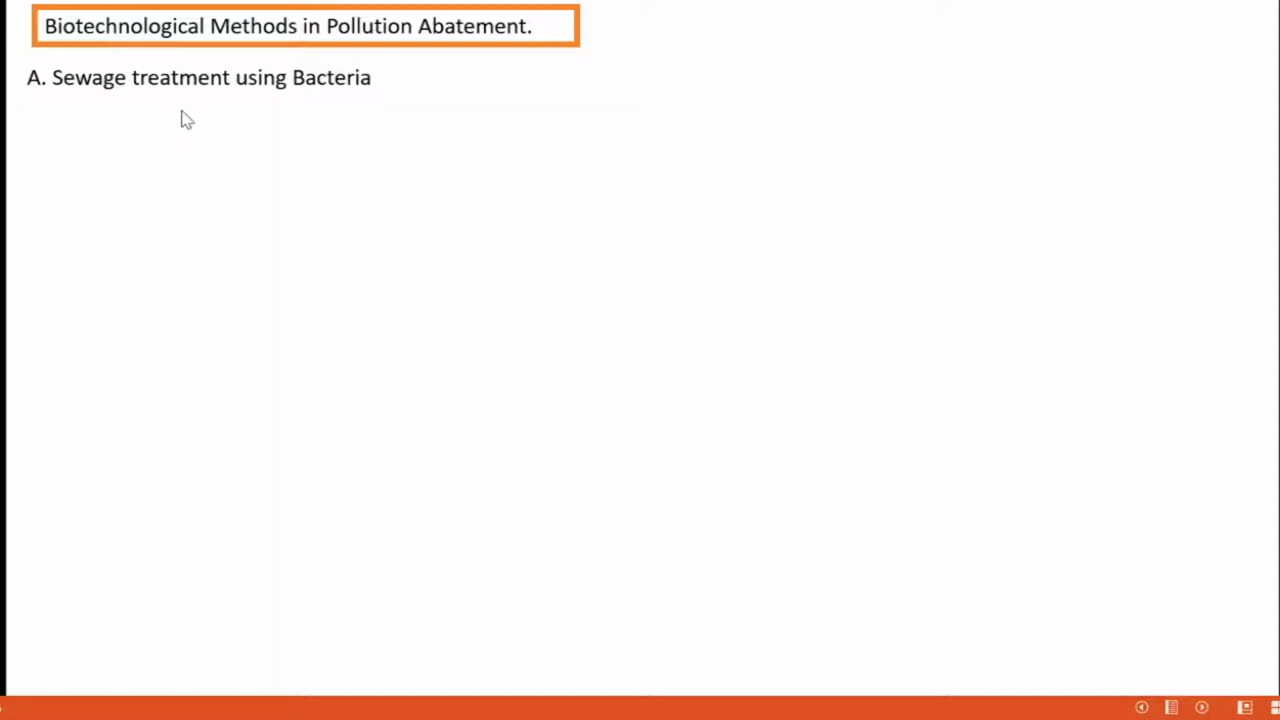 Biotechnological Methods in Pollution Abatement.
A. Sewage treatment using Bacteria